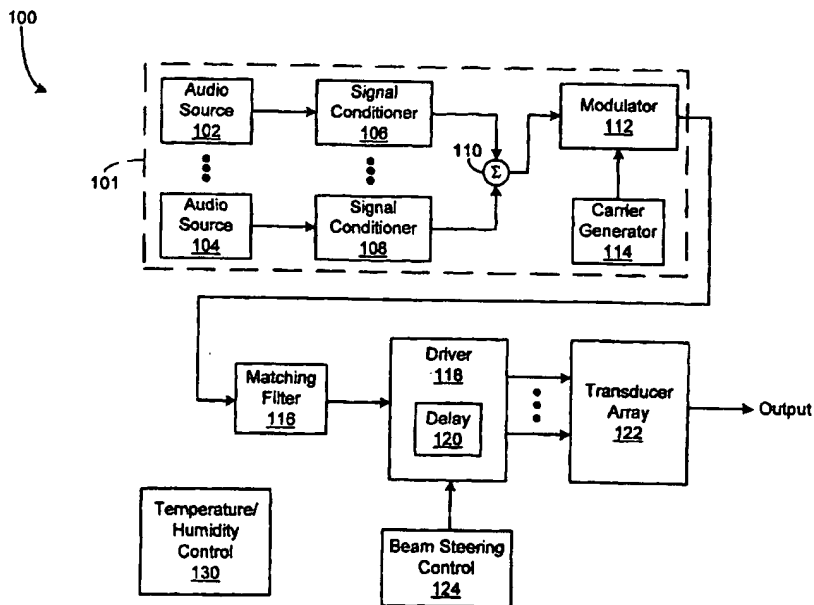 100
Audio
Source
102
Signal
Conditioner
106
Modulator
112
110
Σ
101
Audio
Source
104
Signal
Conditioner
108
Carrier
Generator
114
Matching
Filter
116
Driver
118
Delay
120
Transducer
Array
122
Output
Temperature/
Humidity
Control
130
Beam Steering
Control
124